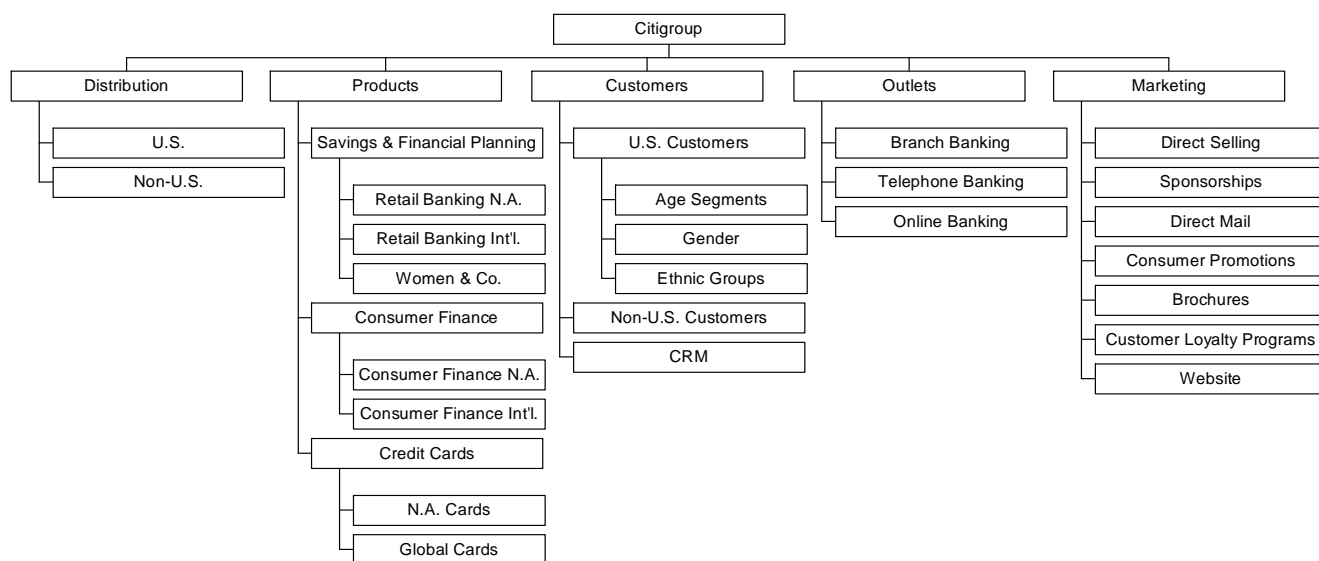 Citigroup
Distribution
U.S.
Non-U.S.
Products
Savings & Financial Planning
Retail Banking N.A.
Retail Banking Int'l.
Women & Co.
Consumer Finance
Consumer Finance N.A.
Consumer Finance Int'l.
Credit Cards
N.A. Cards
Global Cards
Customers
U.S. Customers
Age Segments
Gender
Ethnic Groups
Non-U.S. Customers
CRM
Outlets
Branch Banking
Telephone Banking
Online Banking
Marketing
Direct Selling
Sponsorships
Direct Mail
Consumer Promotions
Brochures
Customer Loyalty Programs
Website